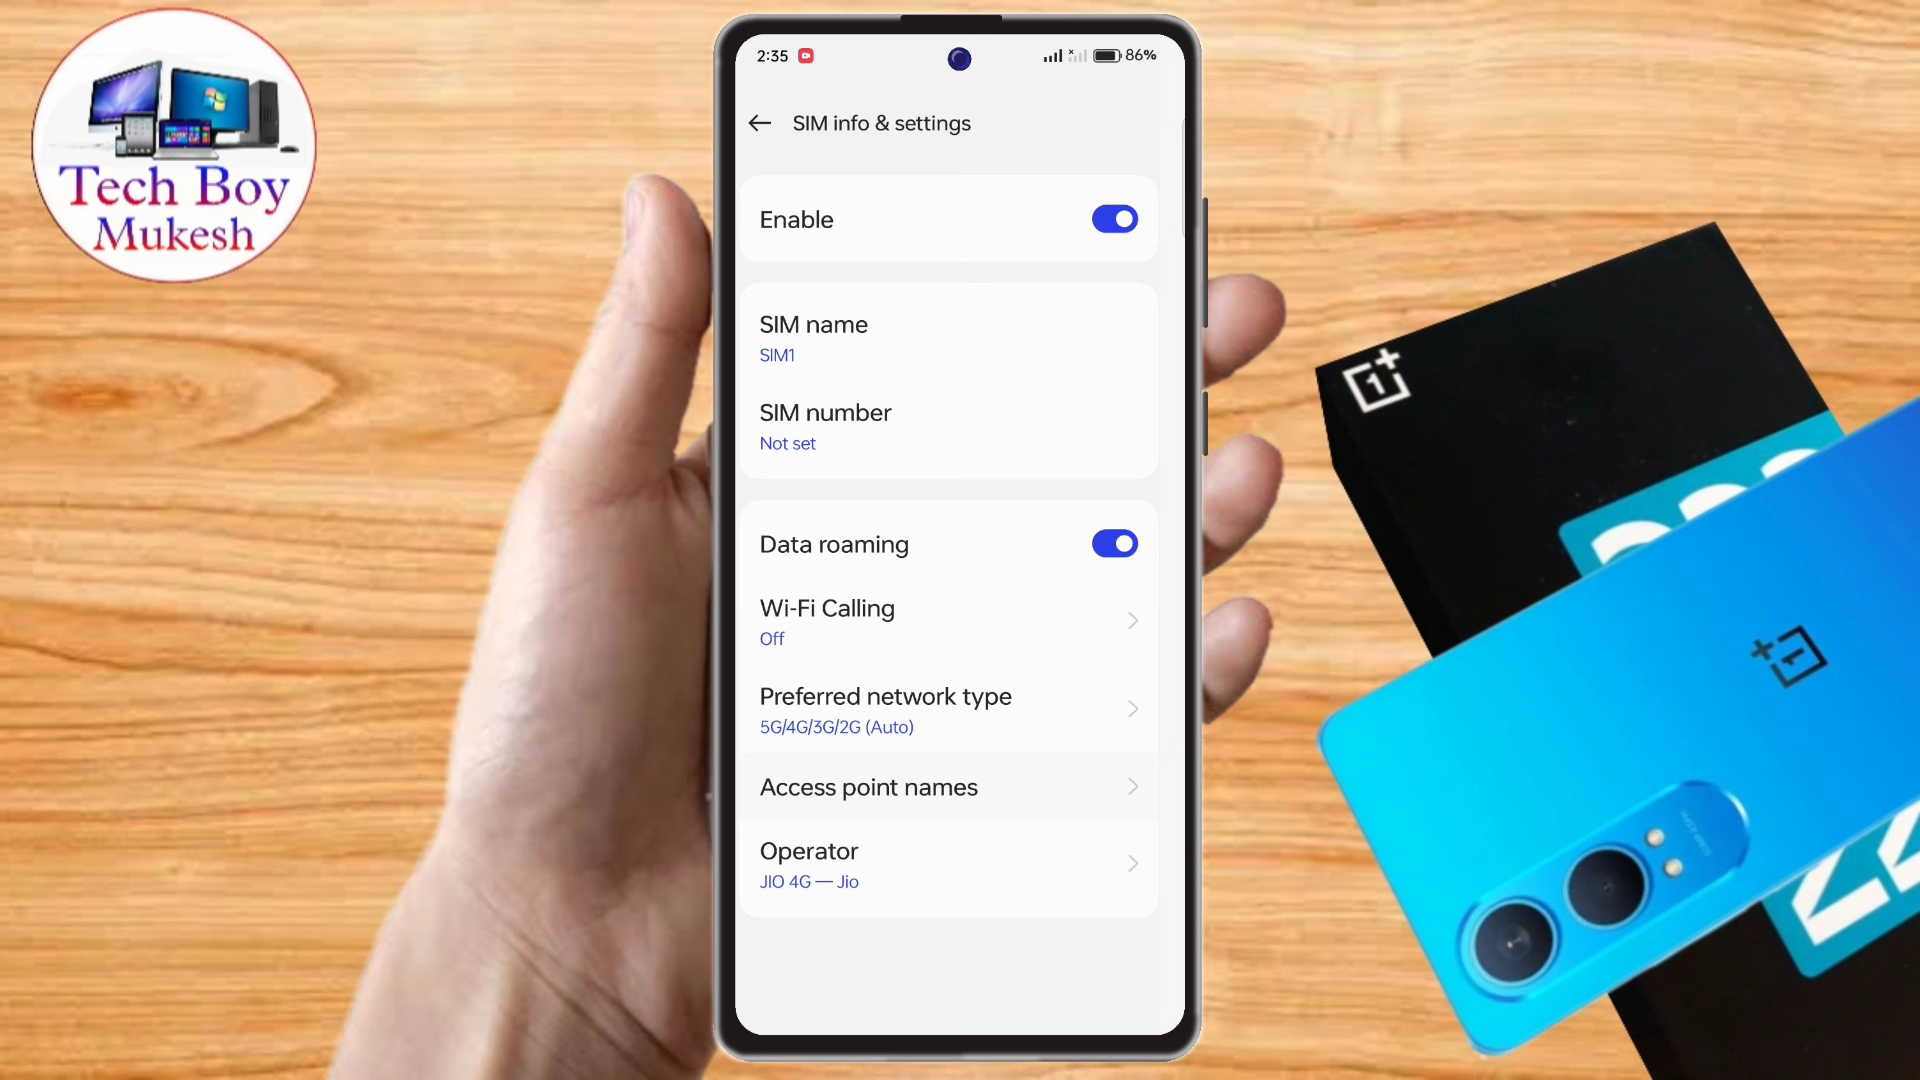 Tech Boy
Mukesh
2:35
86%
SIM info & settings
Enable
SIM name
SIM1
SIM number
Not set
Data roaming
Wi-Fi Calling
Off
Preferred network type
5G/4G/3G/2G (Auto)
Access point names
Operator
JIO 4G — Jio
1+
1+